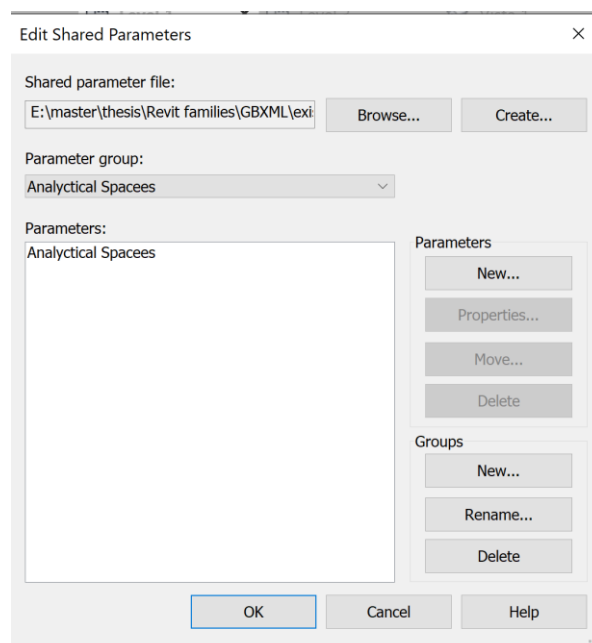 Edit Shared Parameters
Shared parameter file:
E:\master\thesis\Revit families\GBXML\exi
Browse...
Create...
Parameter group:
Analyctical Spacees
Parameters:
Analyctical Spacees
Parameters
New...
Properties...
Move...
Delete
Groups
New...
Rename...
Delete
OK
Cancel
Help